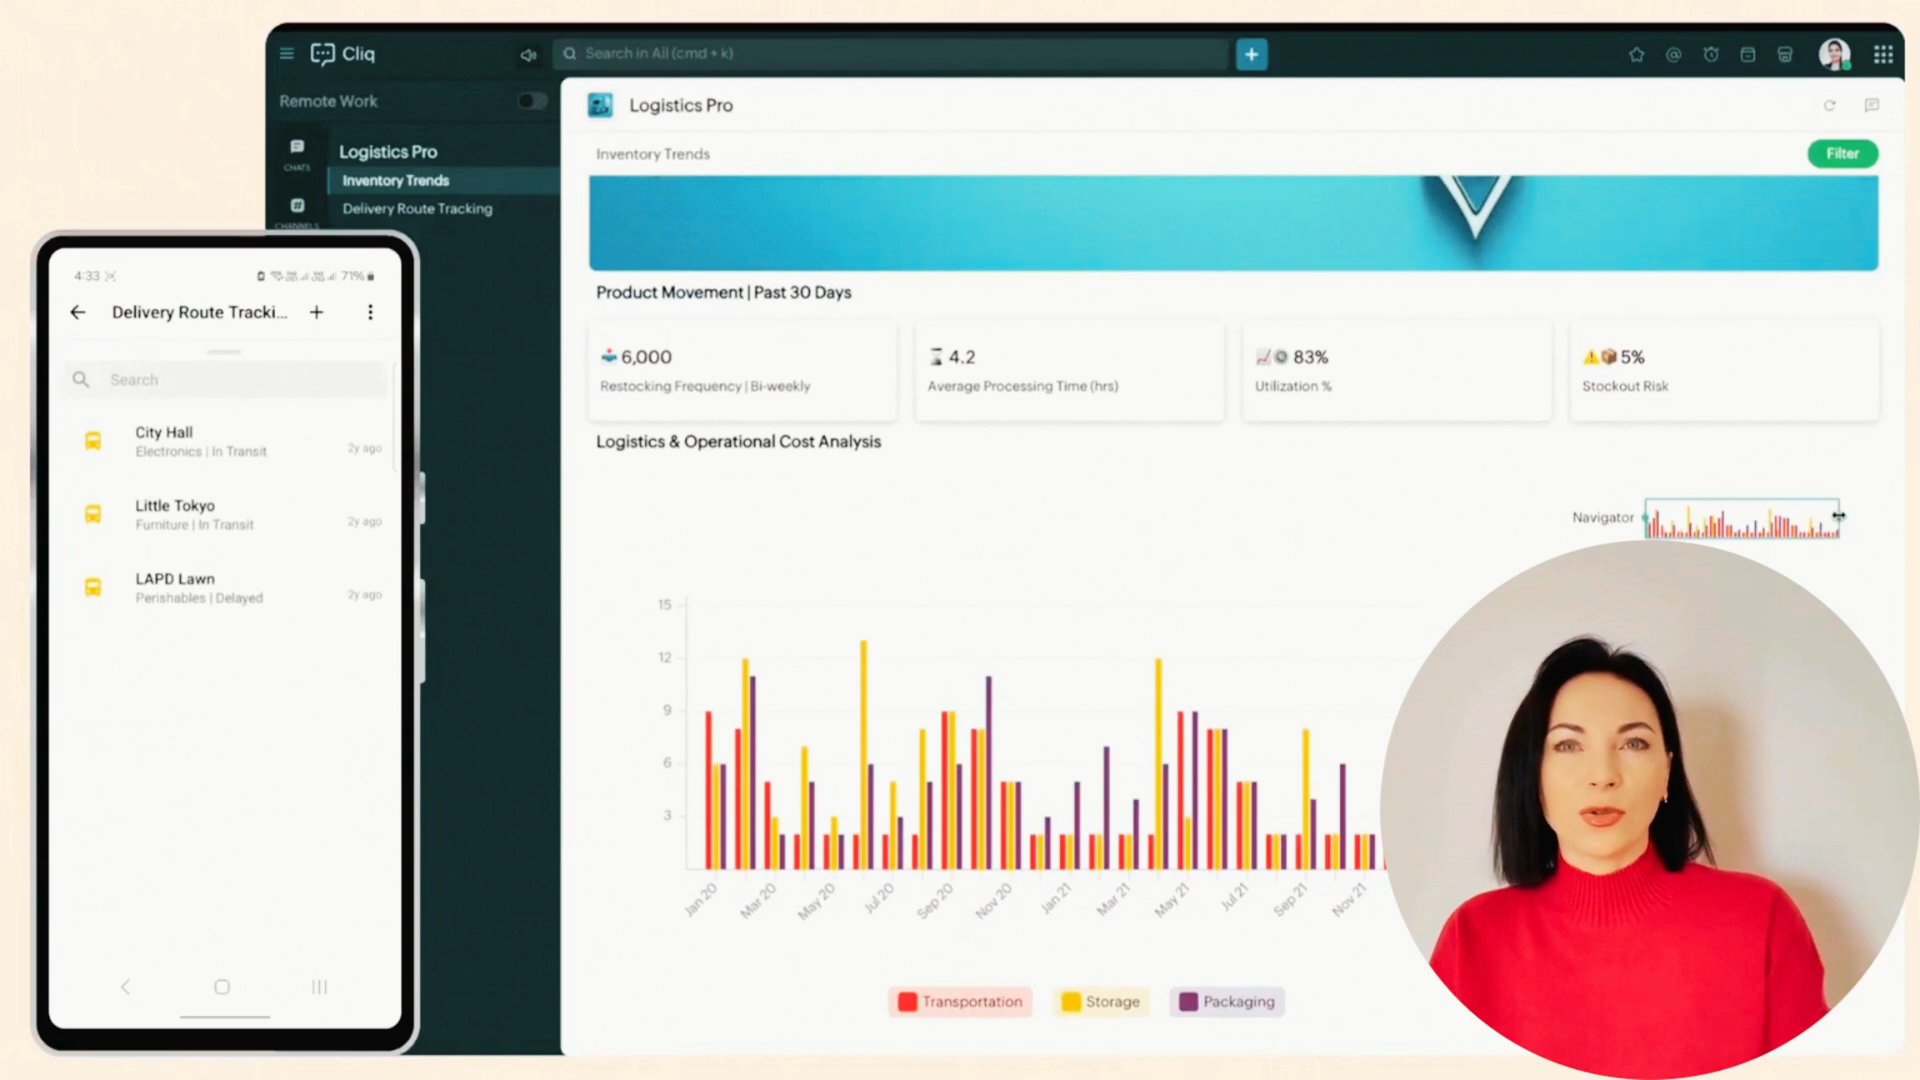 Cliq
Search in All (cmd + k)
Remote Work
CHATS
CHANNELS
Logistics Pro
Inventory Trends
Delivery Route Tracking
Logistics Pro
Inventory Trends
Filter
Product Movement | Past 30 Days
6,000
Restocking Frequency | Bi-weekly
4.2
Average Processing Time (hrs)
83%
Utilization %
5%
Stockout Risk
Logistics & Operational Cost Analysis
Navigator
15
12
9
6
3
Jan 20
Mar 20
May 20
Jul 20
Sep 20
Nov 20
Jan 21
Mar 21
May 21
Jul 21
Sep 21
Nov 21
Transportation
Storage
Packaging
4:33
71%
Delivery Route Tracki...
Search
City Hall
Electronics | In Transit
2y ago
Little Tokyo
Furniture | In Transit
2y ago
LAPD Lawn
Perishables | Delayed
2y ago